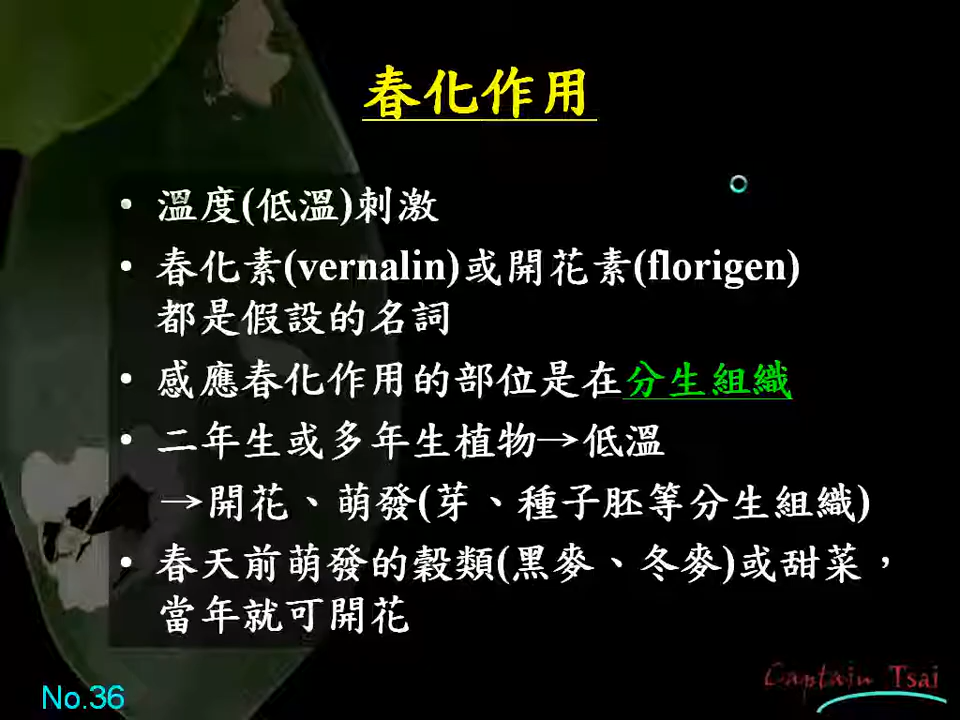 春化作用
• 溫度(低溫)刺激
• 春化素(vernalin)或開花素(florigen)
都是假設的名詞
• 感應春化作用的部位是在分生組織
• 二年生或多年生植物→低溫
→開花、萌發(芽、種子胚等分生組織)
• 春天前萌發的穀類(黑麥、冬麥)或甜菜，
當年就可開花
No.36
Captain Tsai